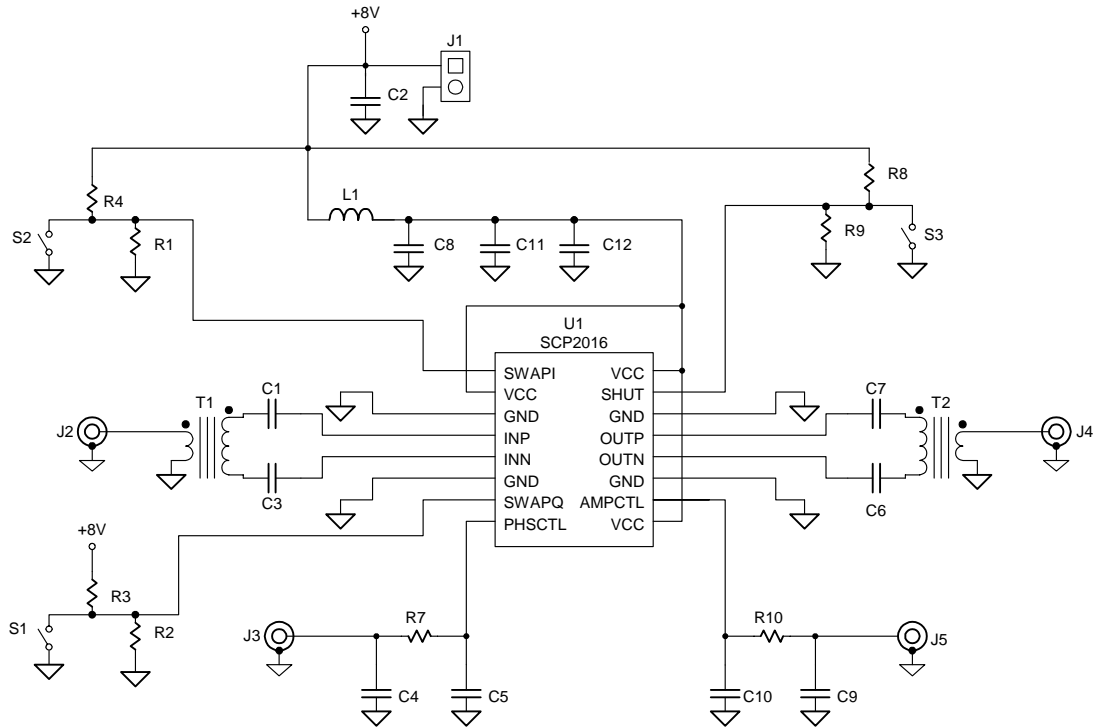 +8V
J1
C2
R4
R8
L1
S2
R1
C8
C11
C12
R9
S3
U1
SCP2016
SWAPI
VCC
VCC
SHUT
GND
GND
INP
OUTP
INN
OUTN
GND
GND
SWAPQ
AMPCTL
PHSCTL
VCC
C1
T1
J2
C3
C7
T2
J4
C6
+8V
R3
S1
R2
J3
R7
C4
C5
R10
J5
C10
C9